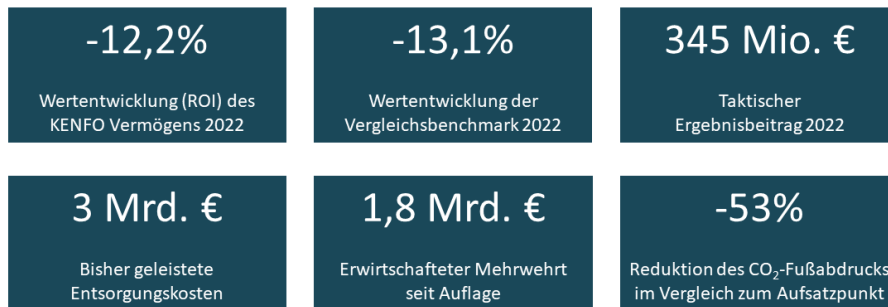 -12,2%
Wertentwicklung (ROI) des
KENFO Vermögens 2022
-13,1%
Wertentwicklung der
Vergleichsbenchmark 2022
345 Mio. €
Taktischer
Ergebnisbeitrag 2022
3 Mrd. €
Bisher geleistete
Entsorgungskosten
1,8 Mrd. €
Erwirtschafteter Mehrwehrt
seit Auflage
-53%
Reduktion des CO₂-Fußabdrucks
im Vergleich zum Aufsatzpunkt